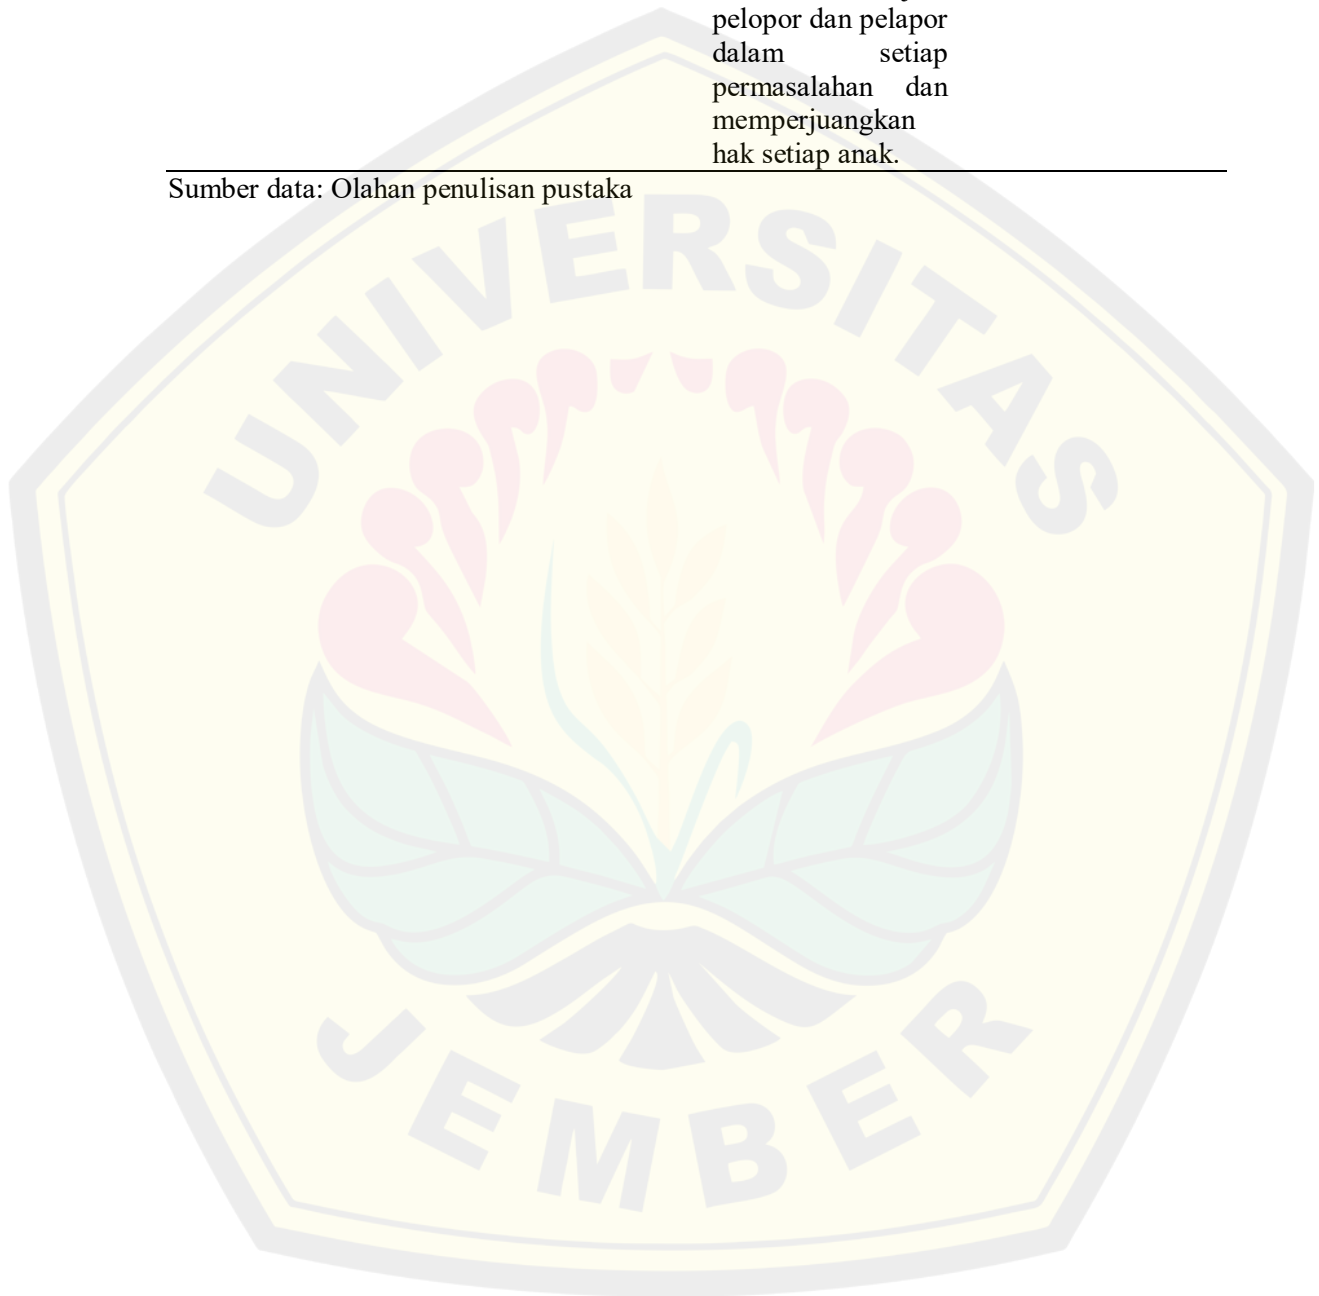 pelopor dan pelapor
dalam setiap
permasalahan dan
memperjuangkan
hak setiap anak.
Sumber data: Olahan penulisan pustaka
UNIVERSITAS
JEMBER